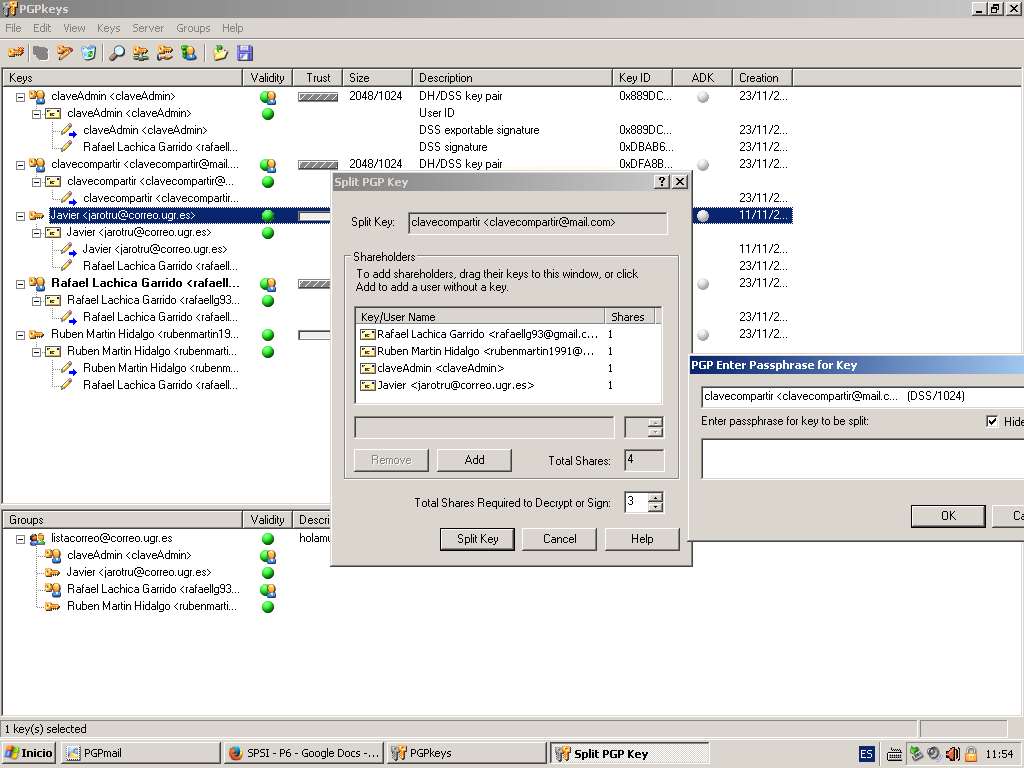 PGPkeys
File Edit View Keys Server Groups Help
Keys Validity Trust Size Description Key ID ADK Creation
claveAdmin <claveAdmin> 2048/1024 DH/DSS key pair 0x889DC... 23/11/2...
claveAdmin <claveAdmin> User ID
claveAdmin <claveAdmin> DSS exportable signature 0x889DC... 23/11/2...
Rafael Lachica Garrido <rafaell... DSS signature 0xDBAB6... 23/11/2...
clavecompartir <clavecompartir@mail.... 2048/1024 DH/DSS key pair 0xDFA8B... 23/11/2...
clavecompartir <clavecompartir@...
clavecompartir <clavecompartir... 23/11/2...
Javier <jarotru@correo.ugr.es> 11/11/2...
Javier <jarotru@correo.ugr.es>
Javier <jarotru@correo.ugr.es> 11/11/2...
Rafael Lachica Garrido <rafaell... 23/11/2...
Rafael Lachica Garrido <rafaell... 23/11/2...
Rafael Lachica Garrido <rafaellg93...
Rafael Lachica Garrido <rafaell... 23/11/2...
Ruben Martin Hidalgo <rubenmartin19... 23/11/2...
Ruben Martin Hidalgo <rubenmarti...
Ruben Martin Hidalgo <rubenm...
Rafael Lachica Garrido <rafaell...
Split PGP Key
Split Key: clavecompartir <clavecompartir@mail.com>
Shareholders
To add shareholders, drag their keys to this window, or click
Add to add a user without a key.
Key/User Name Shares
Rafael Lachica Garrido <rafaellg93@gmail.c... 1
Ruben Martin Hidalgo <rubenmartin1991@... 1
claveAdmin <claveAdmin> 1
Javier <jarotru@correo.ugr.es> 1
Remove Add Total Shares: 4
Total Shares Required to Decrypt or Sign: 3
Split Key Cancel Help
PGP Enter Passphrase for Key
clavecompartir <clavecompartir@mail.c... (DSS/1024)
Enter passphrase for key to be split: Hide
OK Ca
Groups Validity Descri
listacorreo@correo.ugr.es holamu
claveAdmin <claveAdmin>
Javier <jarotru@correo.ugr.es>
Rafael Lachica Garrido <rafaellg93...
Ruben Martin Hidalgo <rubenmarti...
1 key(s) selected
Inicio PGPmail SPSI - P6 - Google Docs -... PGPkeys Split PGP Key ES 11:54